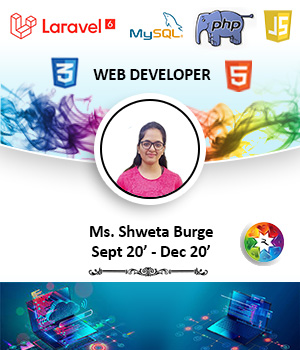 Laravel 6
MySQL
php
JS
3
WEB DEVELOPER
5
Ms. Shweta Burge
Sept 20’ - Dec 20’